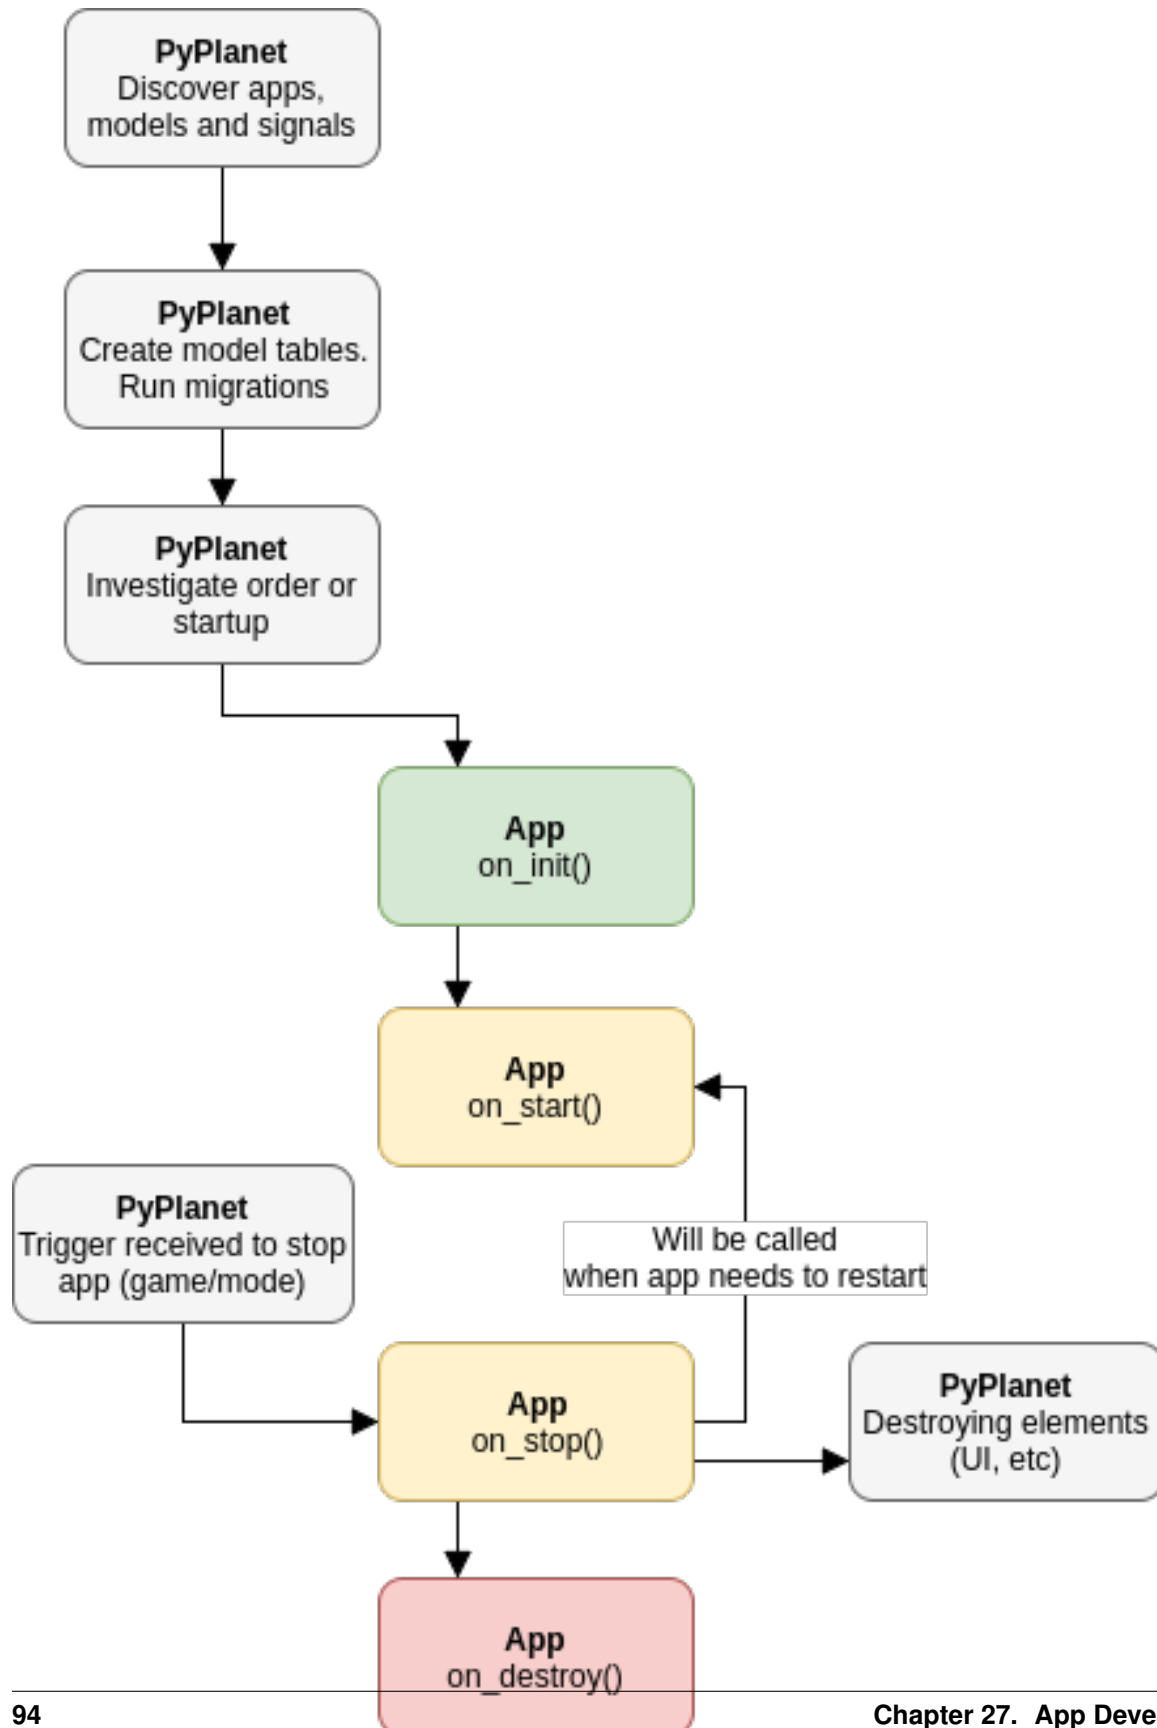 PyPlanet
Discover apps,
models and signals
PyPlanet
Create model tables.
Run migrations
PyPlanet
Investigate order or
startup
App
on_init()
App
on_start()
PyPlanet
Trigger received to stop
app (game/mode)
Will be called
when app needs to restart
App
on_stop()
PyPlanet
Destroying elements
(UI, etc)
App
on_destroy()
94
Chapter 27. App Deve